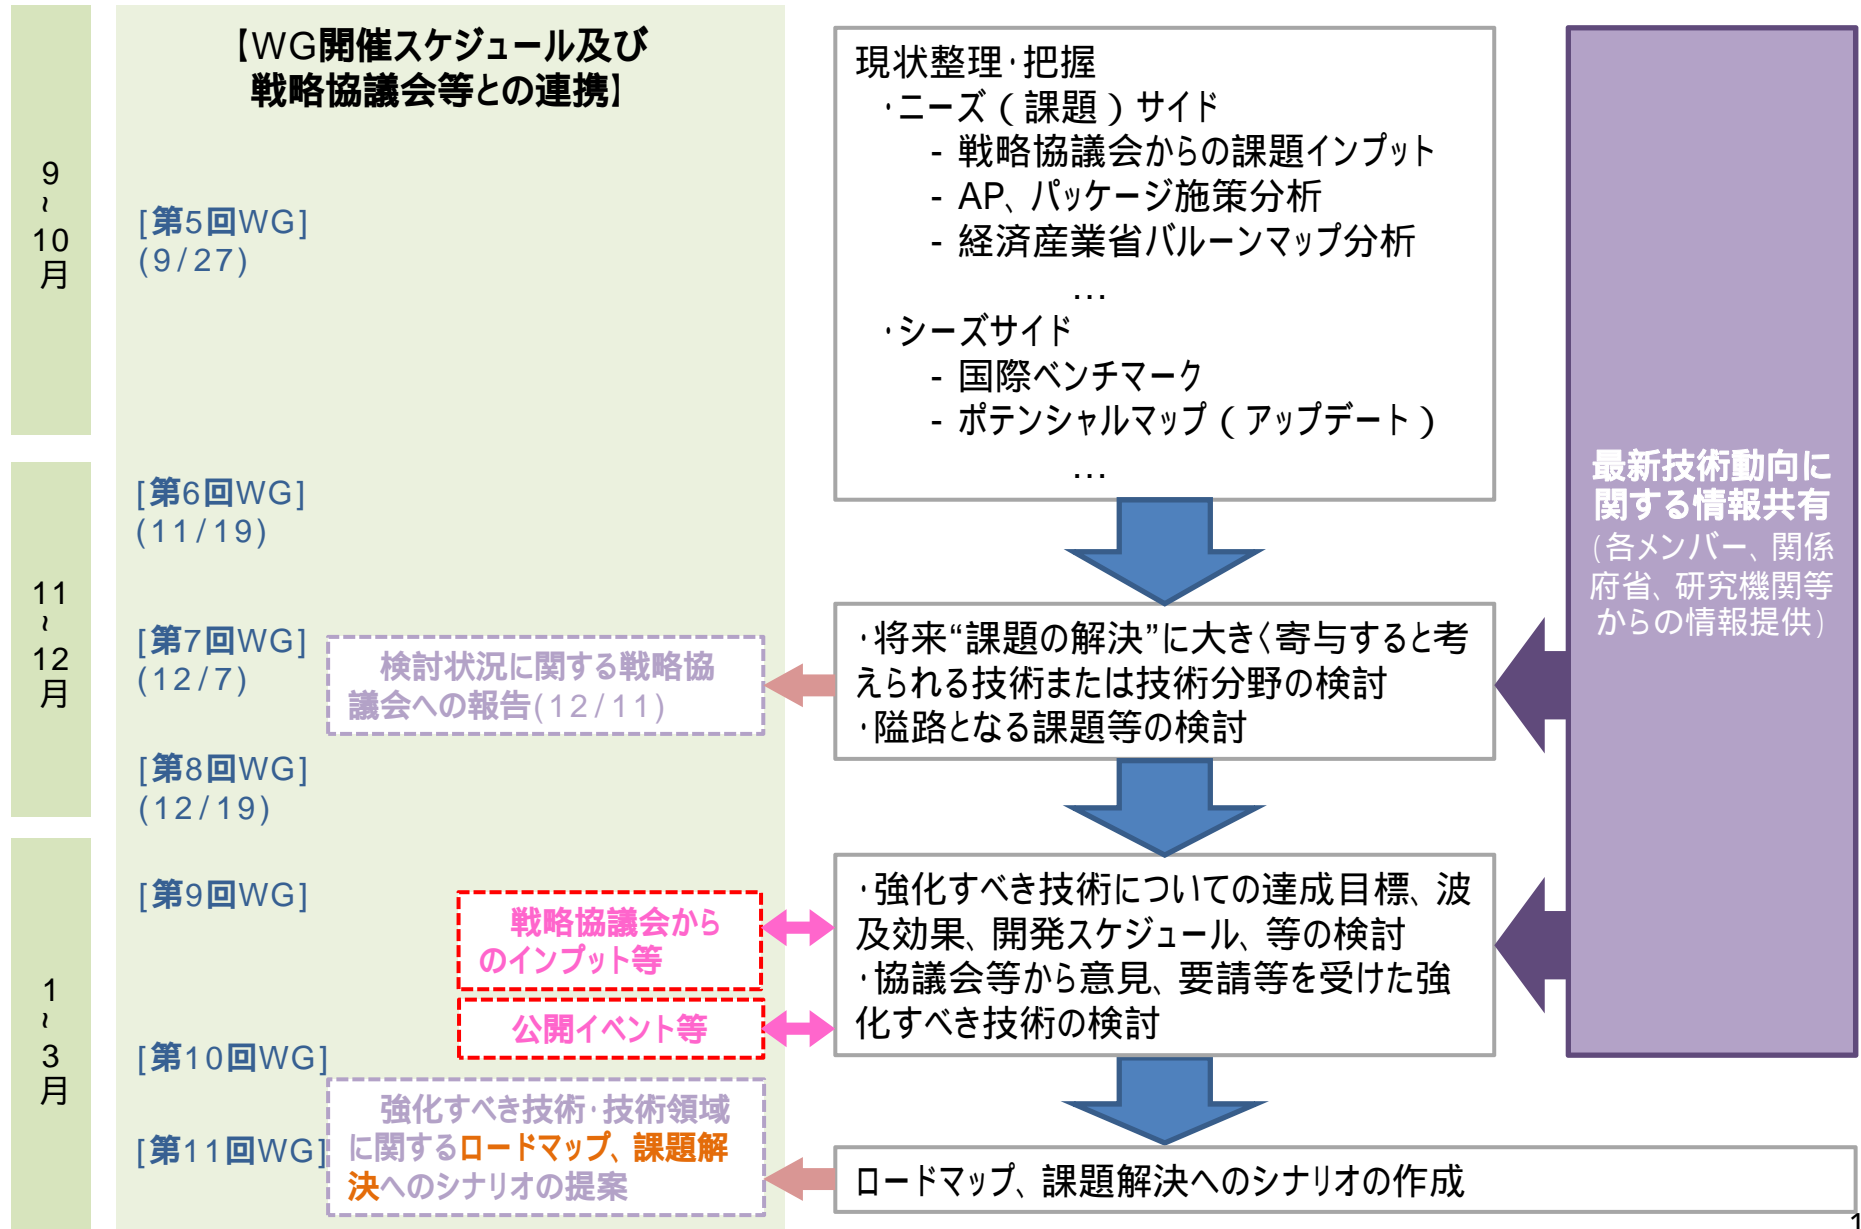 【WG開催スケジュール及び
戦略協議会等との連携】
9
~
10
月
[第5回WG]
(9/27)
現状整理・把握
・ニーズ(課題)サイド
- 戦略協議会からの課題インプット
- AP、パッケージ施策分析
- 経済産業省バルーンマップ分析
…
・シーズサイド
- 国際ベンチマーク
- ポテンシャルマップ(アップデート)
…
最新技術動向に
関する情報共有
(各メンバー、関係
府省、研究機関等
からの情報提供)
11
~
12
月
[第6回WG]
(11/19)
[第7回WG]
(12/7)
検討状況に関する戦略協
議会への報告(12/11)
[第8回WG]
(12/19)
・将来“課題の解決”に大きく寄与すると考
えられる技術または技術分野の検討
・隘路となる課題等の検討
1
~
3
月
[第9回WG]
戦略協議会から
のインプット等
公開イベント等
・強化すべき技術についての達成目標、波
及効果、開発スケジュール、等の検討
・協議会等から意見、要請等を受けた強
化すべき技術の検討
[第10回WG]
[第11回WG]
強化すべき技術・技術領域
に関するロードマップ、課題解
決へのシナリオの提案
ロードマップ、課題解決へのシナリオの作成
1